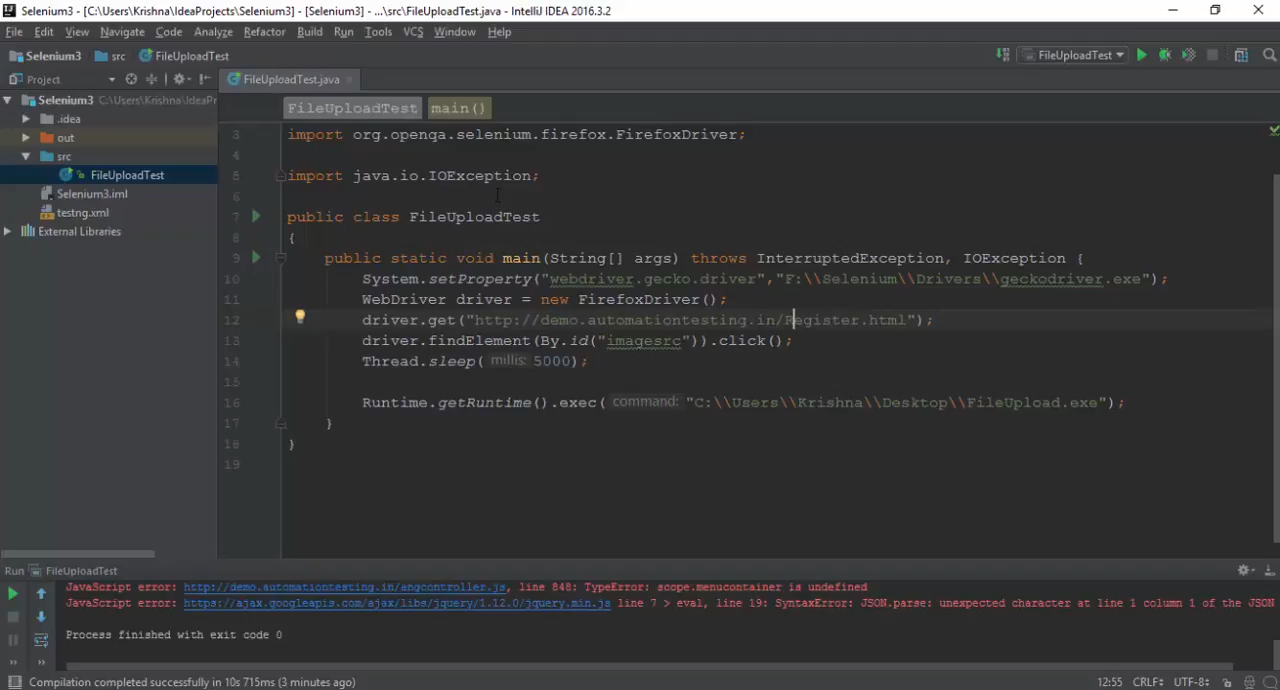 Selenium3 - [C:\Users\Krishna\IdeaProjects\Selenium3] - [Selenium3] - ...\src\FileUploadTest.java - IntelliJ IDEA 2016.3.2
File Edit View Navigate Code Analyze Refactor Build Run Tools VCS Window Help
Selenium3 src FileUploadTest FileUploadTest
Project FileUploadTest.java
Selenium3 C:\Users\Krishna\IdeaPr
.idea
out
src
FileUploadTest
Selenium3.iml
testng.xml
External Libraries
FileUploadTest main()
3 import org.openqa.selenium.firefox.FirefoxDriver;
4
5 import java.io.IOException;
6
7 public class FileUploadTest
8 {
9 public static void main(String[] args) throws InterruptedException, IOException {
10 System.setProperty("webdriver.gecko.driver","F:\\Selenium\\Drivers\\geckodriver.exe");
11 WebDriver driver = new FirefoxDriver();
12 driver.get("http://demo.automationtesting.in/Register.html");
13 driver.findElement(By.id("imagesrc")).click();
14 Thread.sleep( millis: 5000);
15
16 Runtime.getRuntime().exec( command: "C:\\Users\\Krishna\\Desktop\\FileUpload.exe");
17 }
18 }
19
Run FileUploadTest
JavaScript error: http://demo.automationtesting.in/angcontroller.js, line 848: TypeError: scope.menucontainer is undefined
JavaScript error: https://ajax.googleapis.com/ajax/libs/jquery/1.12.0/jquery.min.js line 7 > eval, line 19: SyntaxError: JSON.parse: unexpected character at line 1 column 1 of the JSON
Process finished with exit code 0
Compilation completed successfully in 10s 715ms (3 minutes ago) 12:55 CRLF UTF-8